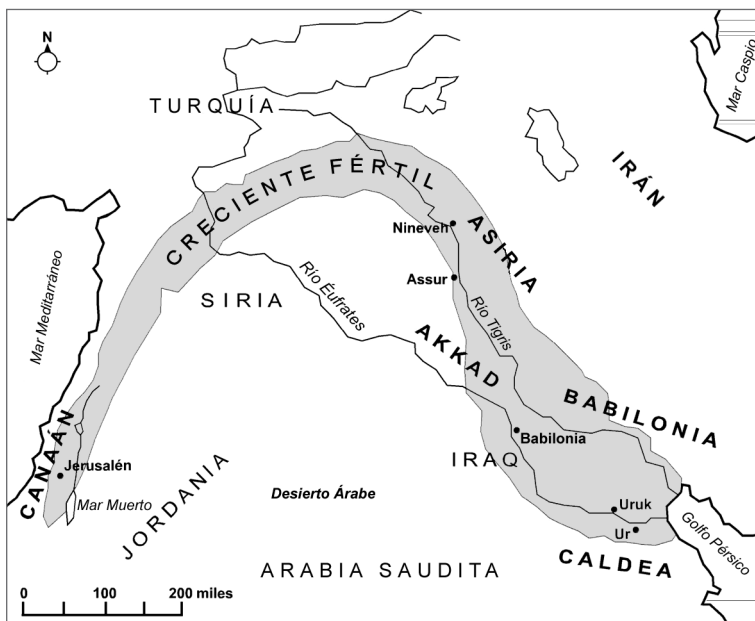 N
Mar Caspio
TURQUÍA
CRECIENTE FÉRTIL
IRÁN
Nineveh
ASIRIA
Mar Meditarráneo
Assur
Río Éufrates
SIRIA
Río Tigris
AKKAD
BABILONIA
CANAÁN
Babilonia
IRAQ
Jerusalén
JORDANIA
Desierto Árabe
Mar Muerto
Uruk
Ur
Golfo Pérsico
CALDEA
ARABIA SAUDITA
0 100 200 miles